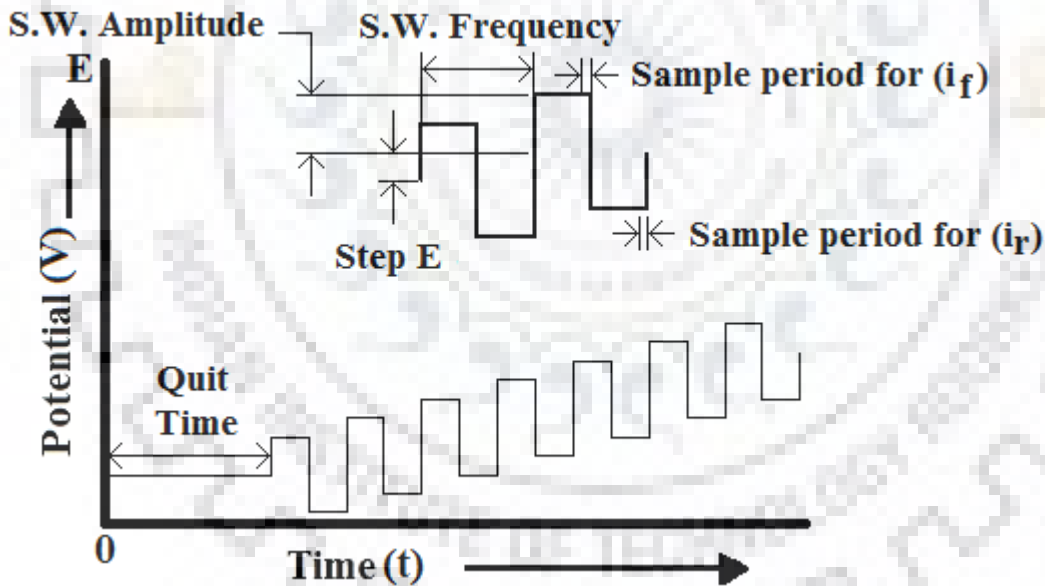 S.W. Amplitude
S.W. Frequency
E
Sample period for (if)
Sample period for (ir)
Step E
Potential (V)
Quit
Time
0
Time (t)